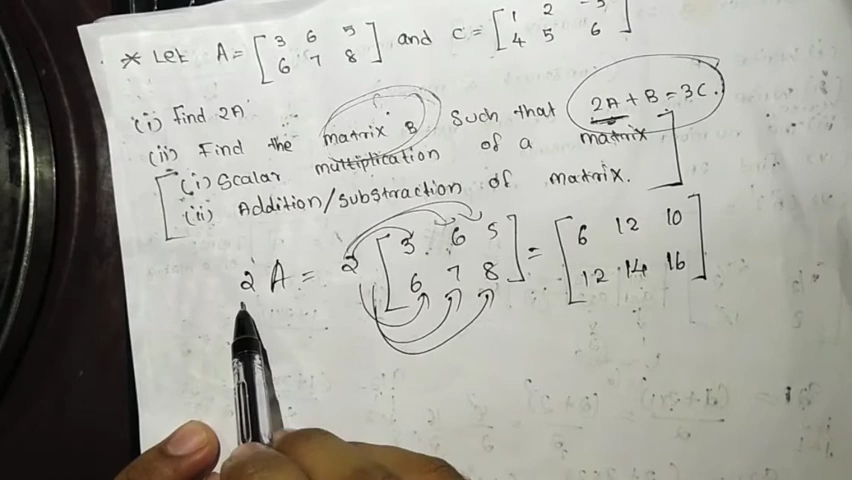 * Let A = [3 6 5 and C = [1 2 -3
6 7 8] 4 5 6]
(i) Find 2A
(ii) Find the matrix B Such that 2A + B = 3C.
(i) Scalar multiplication of a matrix
(ii) Addition/substraction of matrix.
2A = 2 [3 6 5 = [6 12 10
6 7 8] 12 14 16]